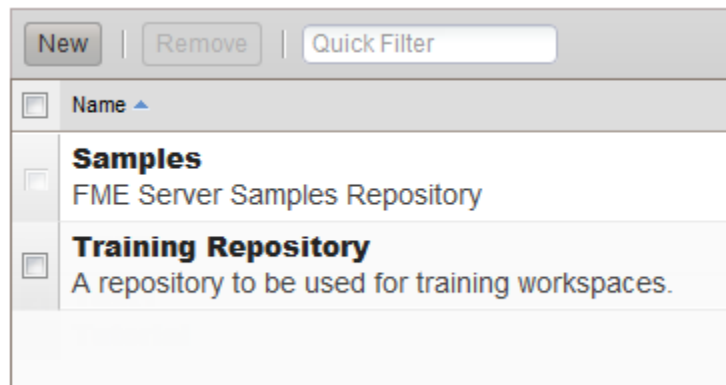 New | Remove | Quick Filter
Name
Samples
FME Server Samples Repository
Training Repository
A repository to be used for training workspaces.